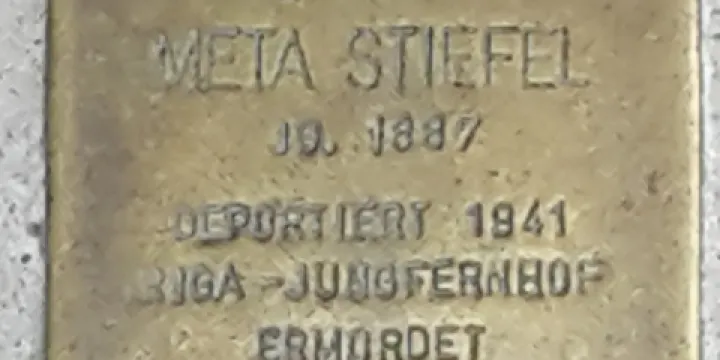 META STIEFEL
JG. 1887
DEPORTIERT 1941
RIGA-JUNGFERNHOF
ERMORDET